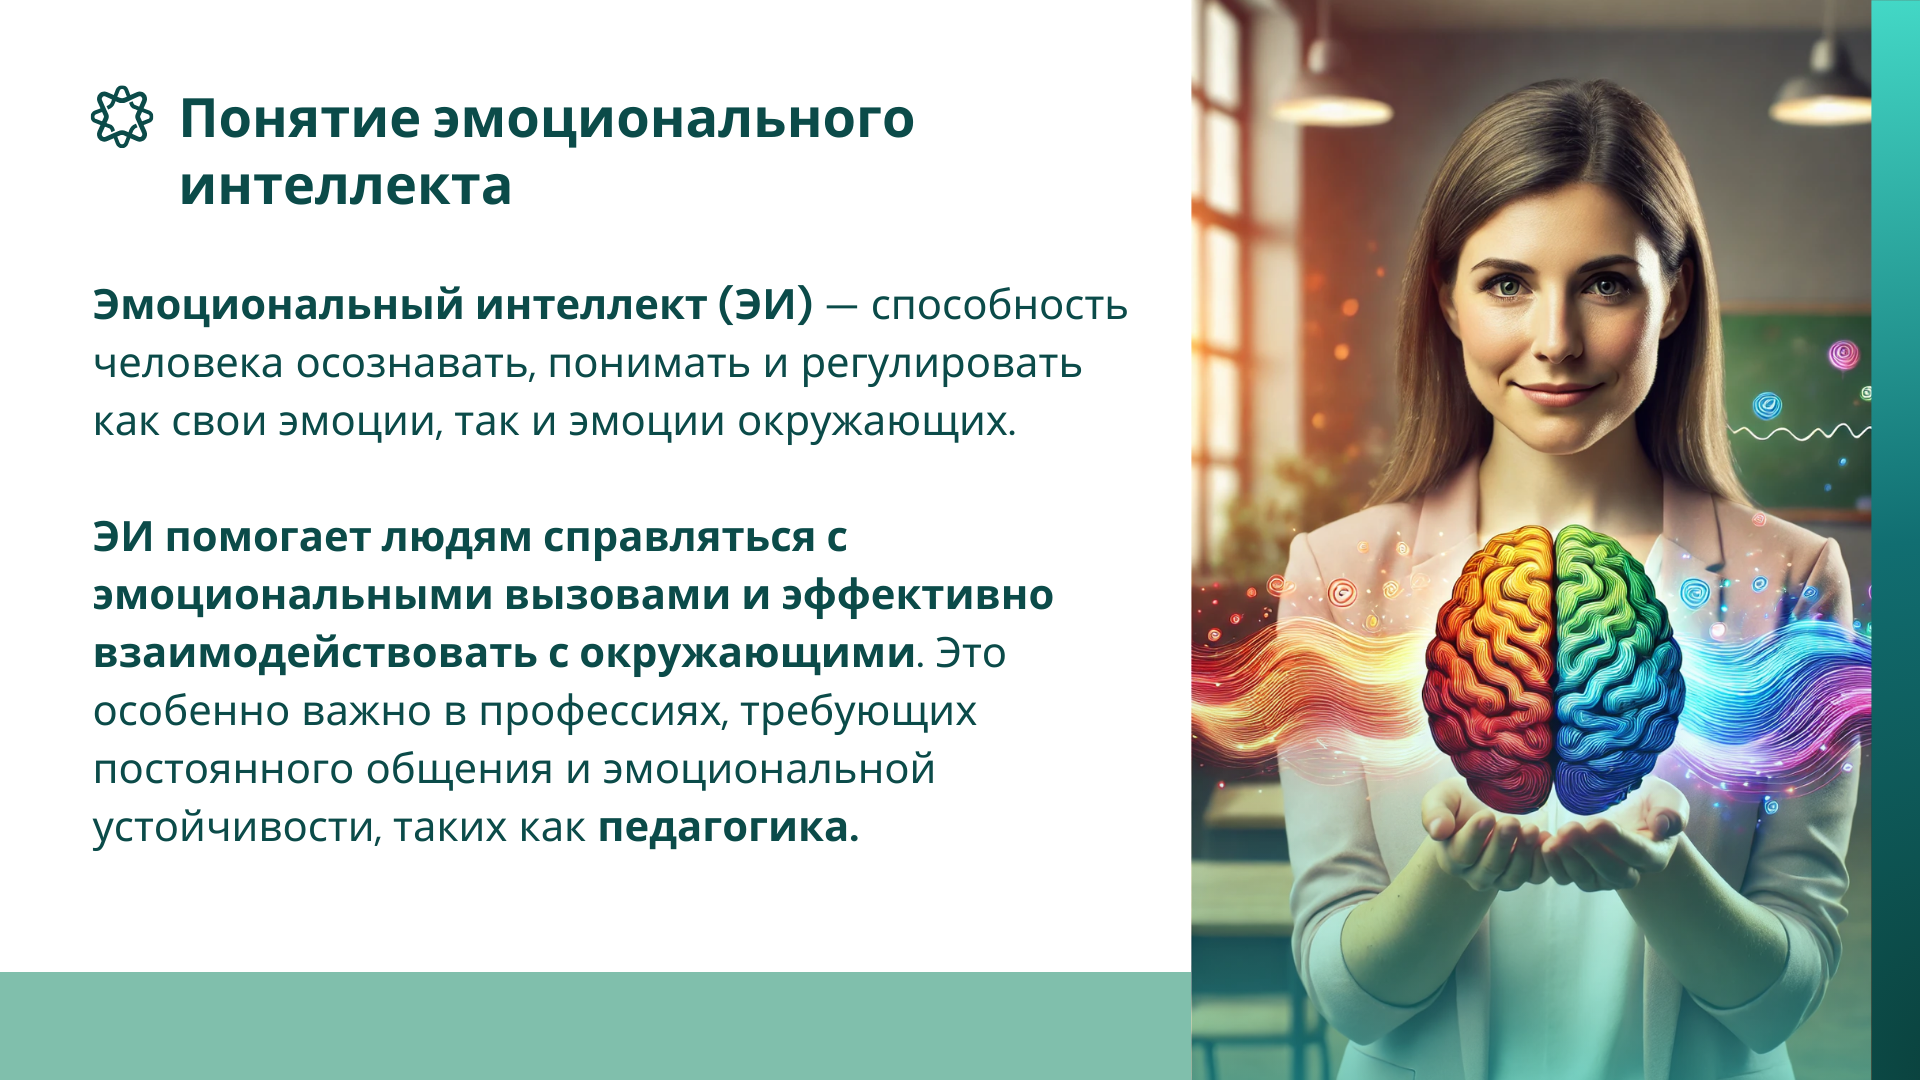 Понятие эмоционального
интеллекта
Эмоциональный интеллект (ЭИ) — способность
человека осознавать, понимать и регулировать
как свои эмоции, так и эмоции окружающих.
ЭИ помогает людям справляться с
эмоциональными вызовами и эффективно
взаимодействовать с окружающими. Это
особенно важно в профессиях, требующих
постоянного общения и эмоциональной
устойчивости, таких как педагогика.